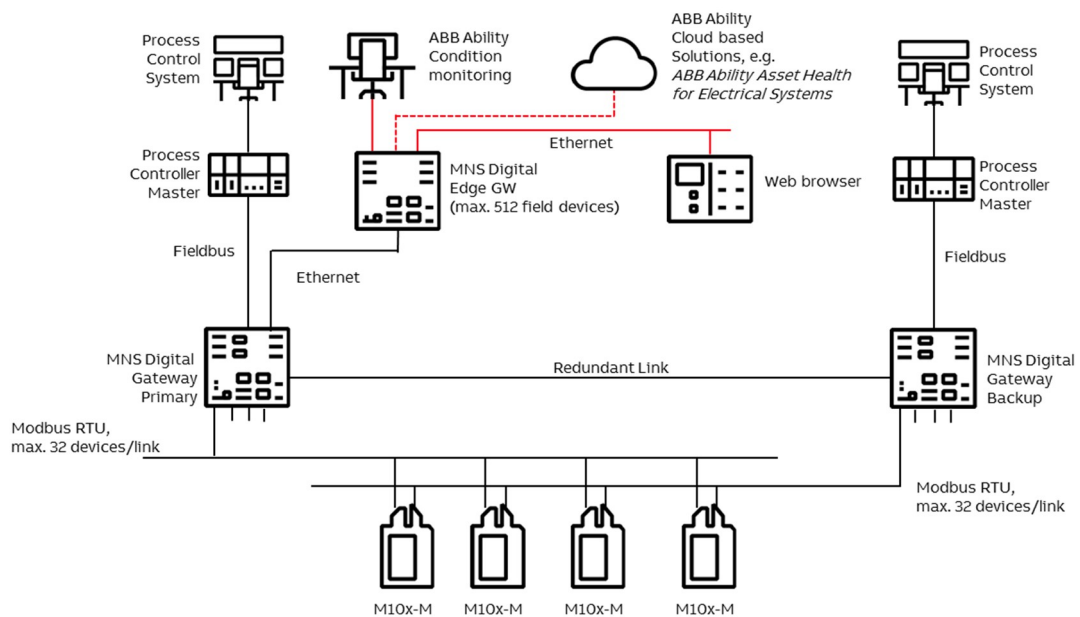 Process
Control
System
ABB Ability
Condition
monitoring
ABB Ability
Cloud based
Solutions, e.g.
ABB Ability Asset Health
for Electrical Systems
Process
Control
System
Process
Controller
Master
MNS Digital
Edge GW
(max. 512 field devices)
Ethernet
Web browser
Process
Controller
Master
Fieldbus
Ethernet
Fieldbus
MNS Digital
Gateway
Primary
Redundant Link
MNS Digital
Gateway
Backup
Modbus RTU,
max. 32 devices/link
Modbus RTU,
max. 32 devices/link
M10x-M
M10x-M
M10x-M
M10x-M